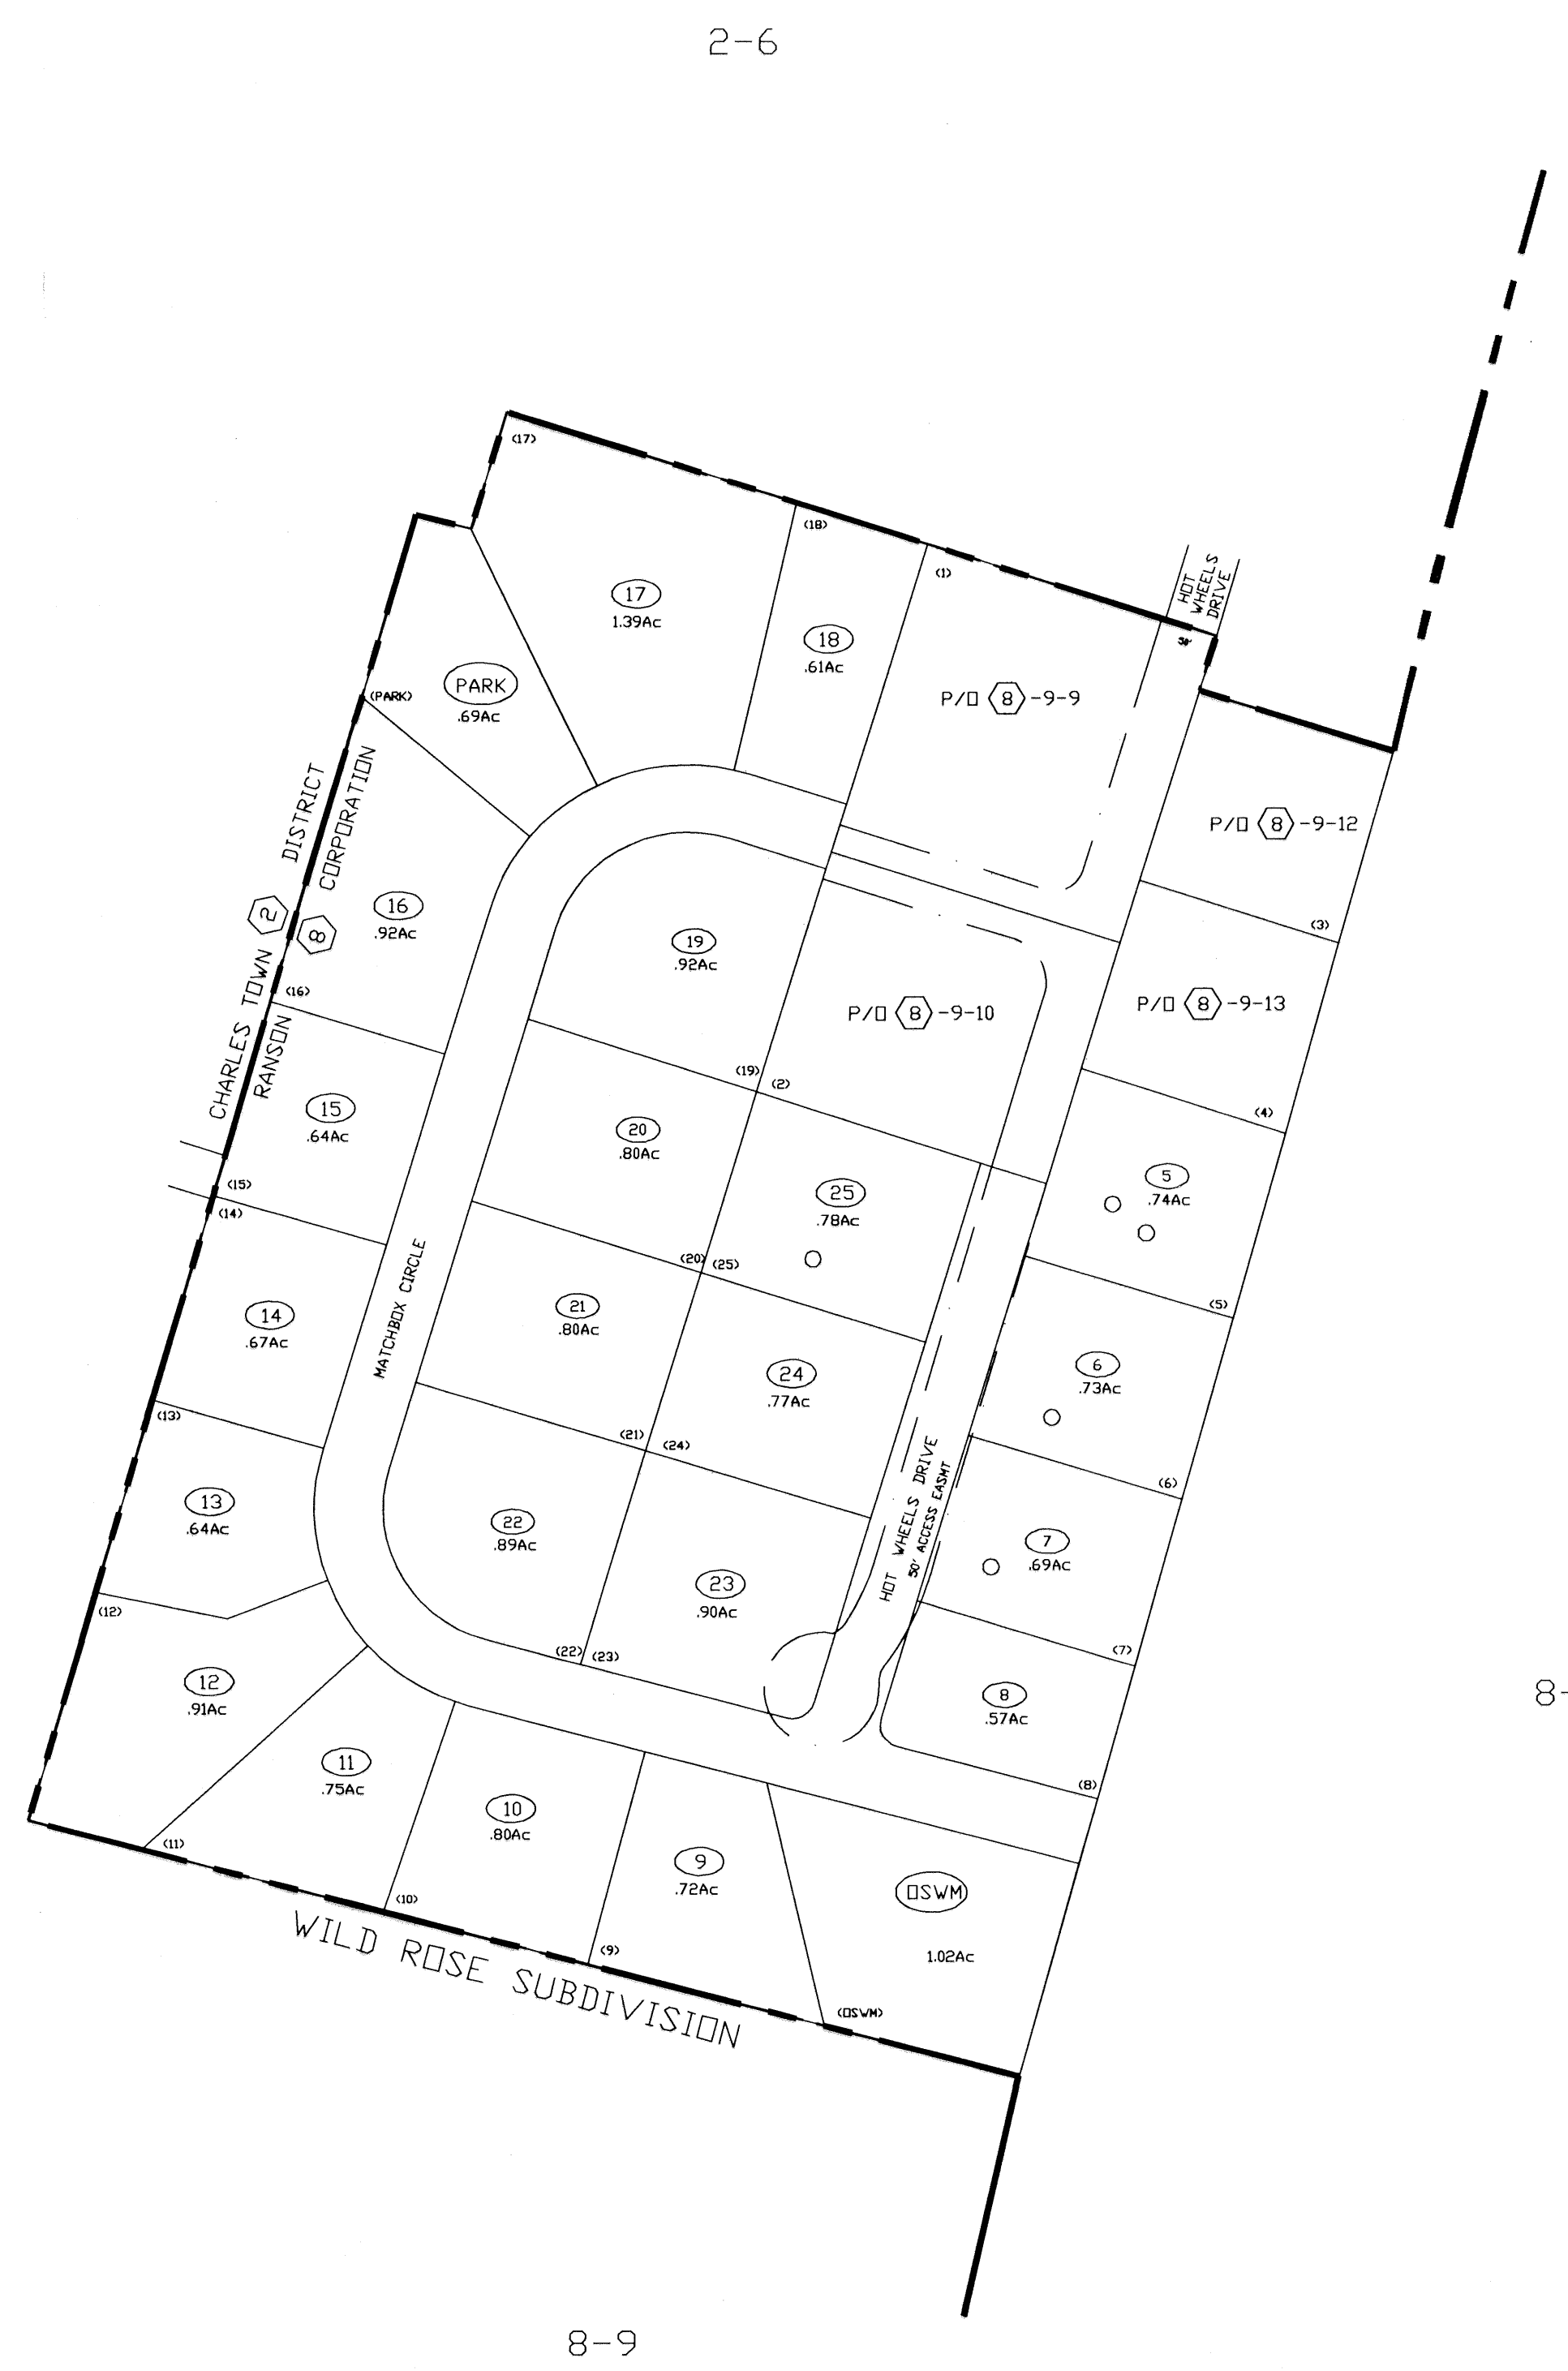 2-6
(17)
(18)
(1)
HOT
WHEELS
DRIVE
50'
17
1.39Ac
18
.61Ac
PARK
.69Ac
(PARK)
P/O 8 -9-9
P/O 8 -9-12
DISTRICT
CORPORATION
16
.92Ac
2
8
19
.92Ac
(3)
CHARLES TOWN
RANSON
(16)
P/O 8 -9-10
P/O 8 -9-13
(19)
(2)
15
.64Ac
20
.80Ac
(4)
(15)
(14)
25
.78Ac
5
.74Ac
(20)
(25)
MATCHBOX CIRCLE
14
.67Ac
21
.80Ac
(5)
24
.77Ac
6
.73Ac
(13)
(21)
(24)
HOT WHEELS DRIVE
50' ACCESS EASMT
(6)
13
.64Ac
22
.89Ac
7
.69Ac
(12)
23
.90Ac
(22)
(23)
(7)
12
.91Ac
8
.57Ac
8-
11
.75Ac
(8)
10
.80Ac
(11)
9
.72Ac
OSWM
1.02Ac
(10)
(9)
(OSWM)
WILD ROSE SUBDIVISION
8-9